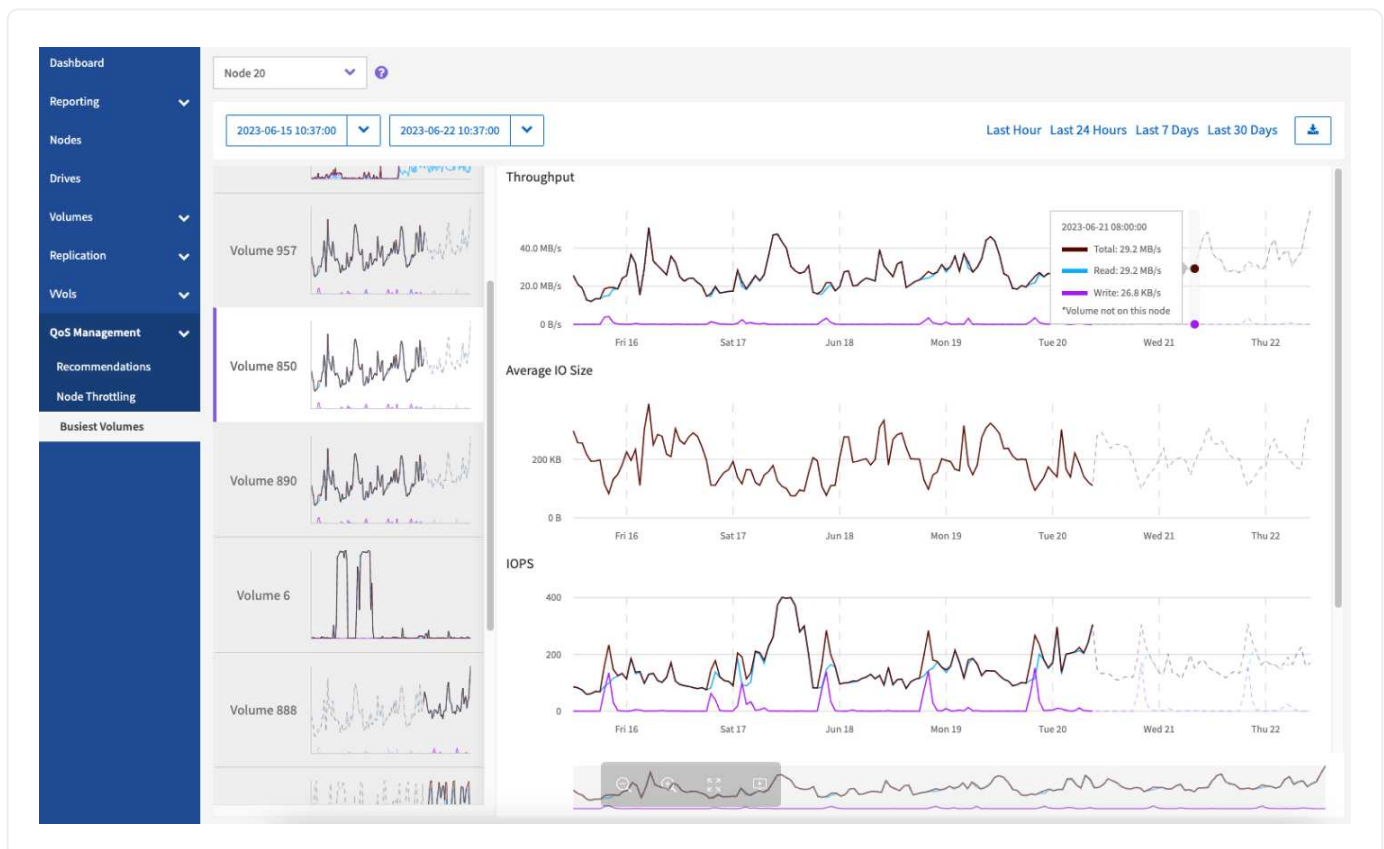 Dashboard
Reporting
Nodes
Drives
Volumes
Replication
VVols
QoS Management
Recommendations
Node Throttling
Busiest Volumes
Node 20
?
2023-06-15 10:37:00
2023-06-22 10:37:00
Last Hour Last 24 Hours Last 7 Days Last 30 Days
Volume 957
Volume 850
Volume 890
Volume 6
Volume 888
Throughput
40.0 MB/s
20.0 MB/s
0 B/s
2023-06-21 08:00:00
Total: 29.2 MB/s
Read: 29.2 MB/s
Write: 26.8 KB/s
*Volume not on this node
Fri 16 Sat 17 Jun 18 Mon 19 Tue 20 Wed 21 Thu 22
Average IO Size
200 KB
0 B
Fri 16 Sat 17 Jun 18 Mon 19 Tue 20 Wed 21 Thu 22
IOPS
400
200
0
Fri 16 Sat 17 Jun 18 Mon 19 Tue 20 Wed 21 Thu 22